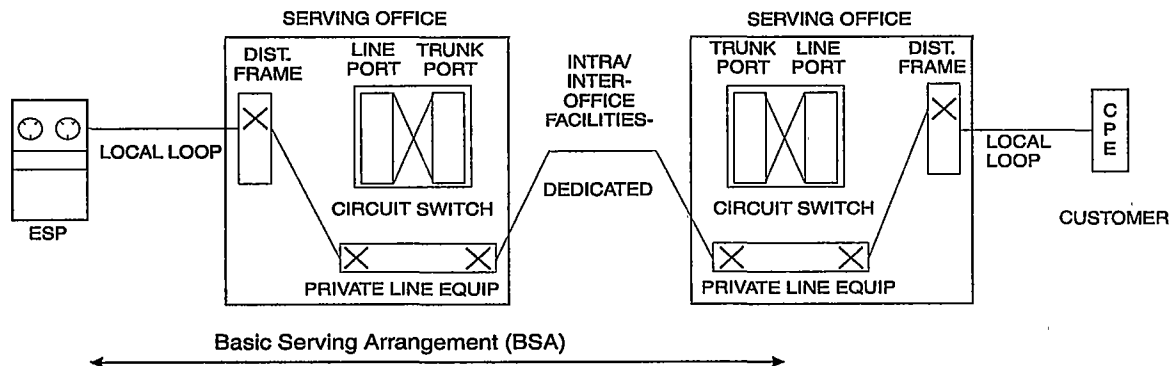 SERVING OFFICE
DIST.
FRAME
LINE
PORT
TRUNK
PORT
LOCAL LOOP
CIRCUIT SWITCH
ESP
PRIVATE LINE EQUIP
INTRA/
INTER-
OFFICE
FACILITIES-
DEDICATED
SERVING OFFICE
TRUNK
PORT
LINE
PORT
DIST.
FRAME
CIRCUIT SWITCH
PRIVATE LINE EQUIP
LOCAL
LOOP
C
P
E
CUSTOMER
Basic Serving Arrangement (BSA)